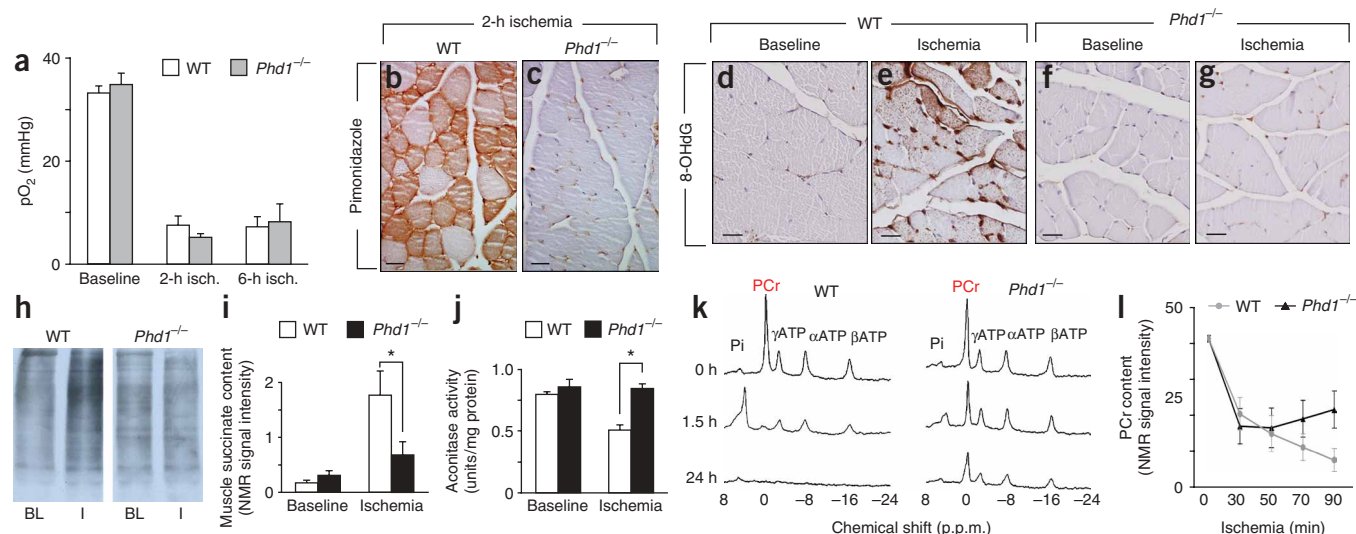 a
pO2 (mmHg)
40
20
0
WT
Phd1–/–
Baseline
2-h isch.
6-h isch.
2-h ischemia
WT
Phd1–/–
Pimonidazole
b
c
WT
Phd1–/–
Baseline
Ischemia
Baseline
Ischemia
8-OHdG
d
e
f
g
h
WT
Phd1–/–
BL
I
BL
I
i
WT
Phd1–/–
*
Muscle succinate content
(NMR signal intensity)
2
1
0
Baseline
Ischemia
j
WT
Phd1–/–
*
Aconitase activity
(units/mg protein)
1.0
0.5
0
Baseline
Ischemia
k
PCr
WT
Pi
γATP
αATP
βATP
PCr
Phd1–/–
Pi
γATP
αATP
βATP
0 h
1.5 h
24 h
8 0 –8 –16 –24
8 0 –8 –16 –24
Chemical shift (p.p.m.)
l
WT
Phd1–/–
PCr content
(NMR signal intensity)
50
25
0
0 30 50 70 90
Ischemia (min)